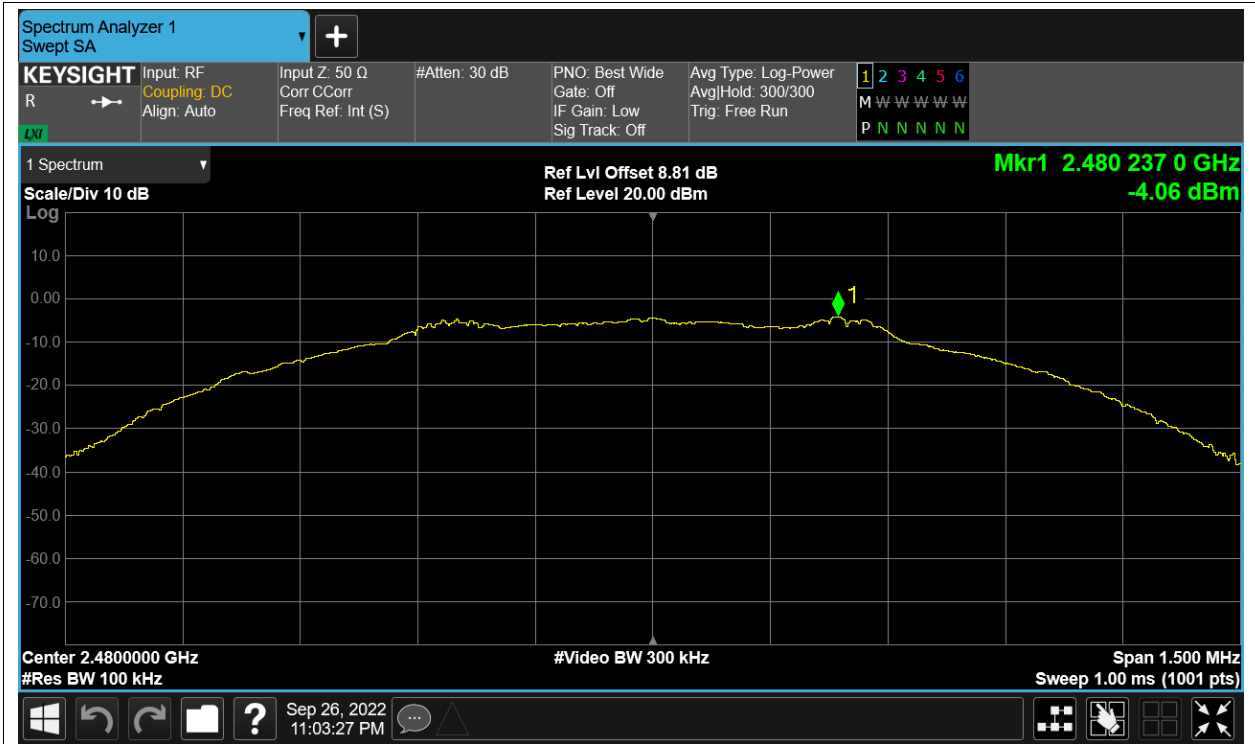 Spectrum Analyzer 1
Swept SA
+
KEYSIGHT
R
LXI
Input: RF
Coupling: DC
Align: Auto
Input Z: 50 Ω
Corr CCorr
Freq Ref: Int (S)
#Atten: 30 dB
PNO: Best Wide
Gate: Off
IF Gain: Low
Sig Track: Off
Avg Type: Log-Power
Avg|Hold: 300/300
Trig: Free Run
1 2 3 4 5 6
M W W W W W W
P N N N N N
1 Spectrum
Scale/Div 10 dB
Log
Ref Lvl Offset 8.81 dB
Ref Level 20.00 dBm
Mkr1 2.480 237 0 GHz
-4.06 dBm
10.0
0.00
-10.0
-20.0
-30.0
-40.0
-50.0
-60.0
-70.0
1
Center 2.4800000 GHz
#Res BW 100 kHz
#Video BW 300 kHz
Span 1.500 MHz
Sweep 1.00 ms (1001 pts)
?
Sep 26, 2022
11:03:27 PM